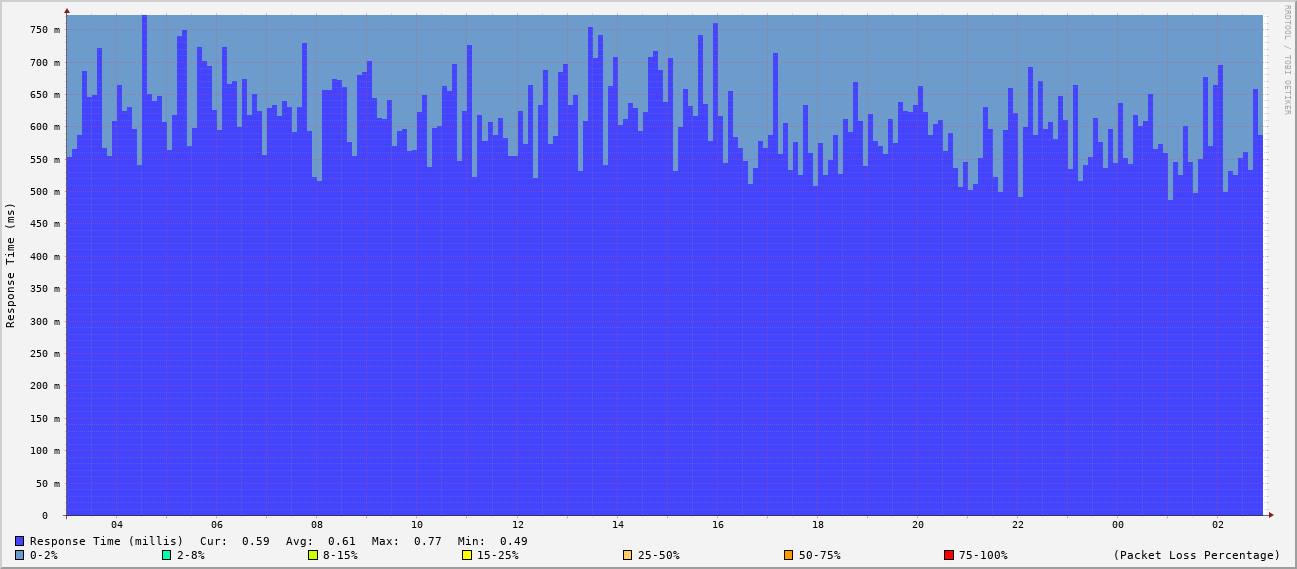 RRDTOOL / TOBI OETIKER
Response Time (ms)
750 m
700 m
650 m
600 m
550 m
500 m
450 m
400 m
350 m
300 m
250 m
200 m
150 m
100 m
50 m
0
04 06 08 10 12 14 16 18 20 22 00 02
Response Time (millis) Cur: 0.59 Avg: 0.61 Max: 0.77 Min: 0.49
0-2% 2-8% 8-15% 15-25% 25-50% 50-75% 75-100% (Packet Loss Percentage)